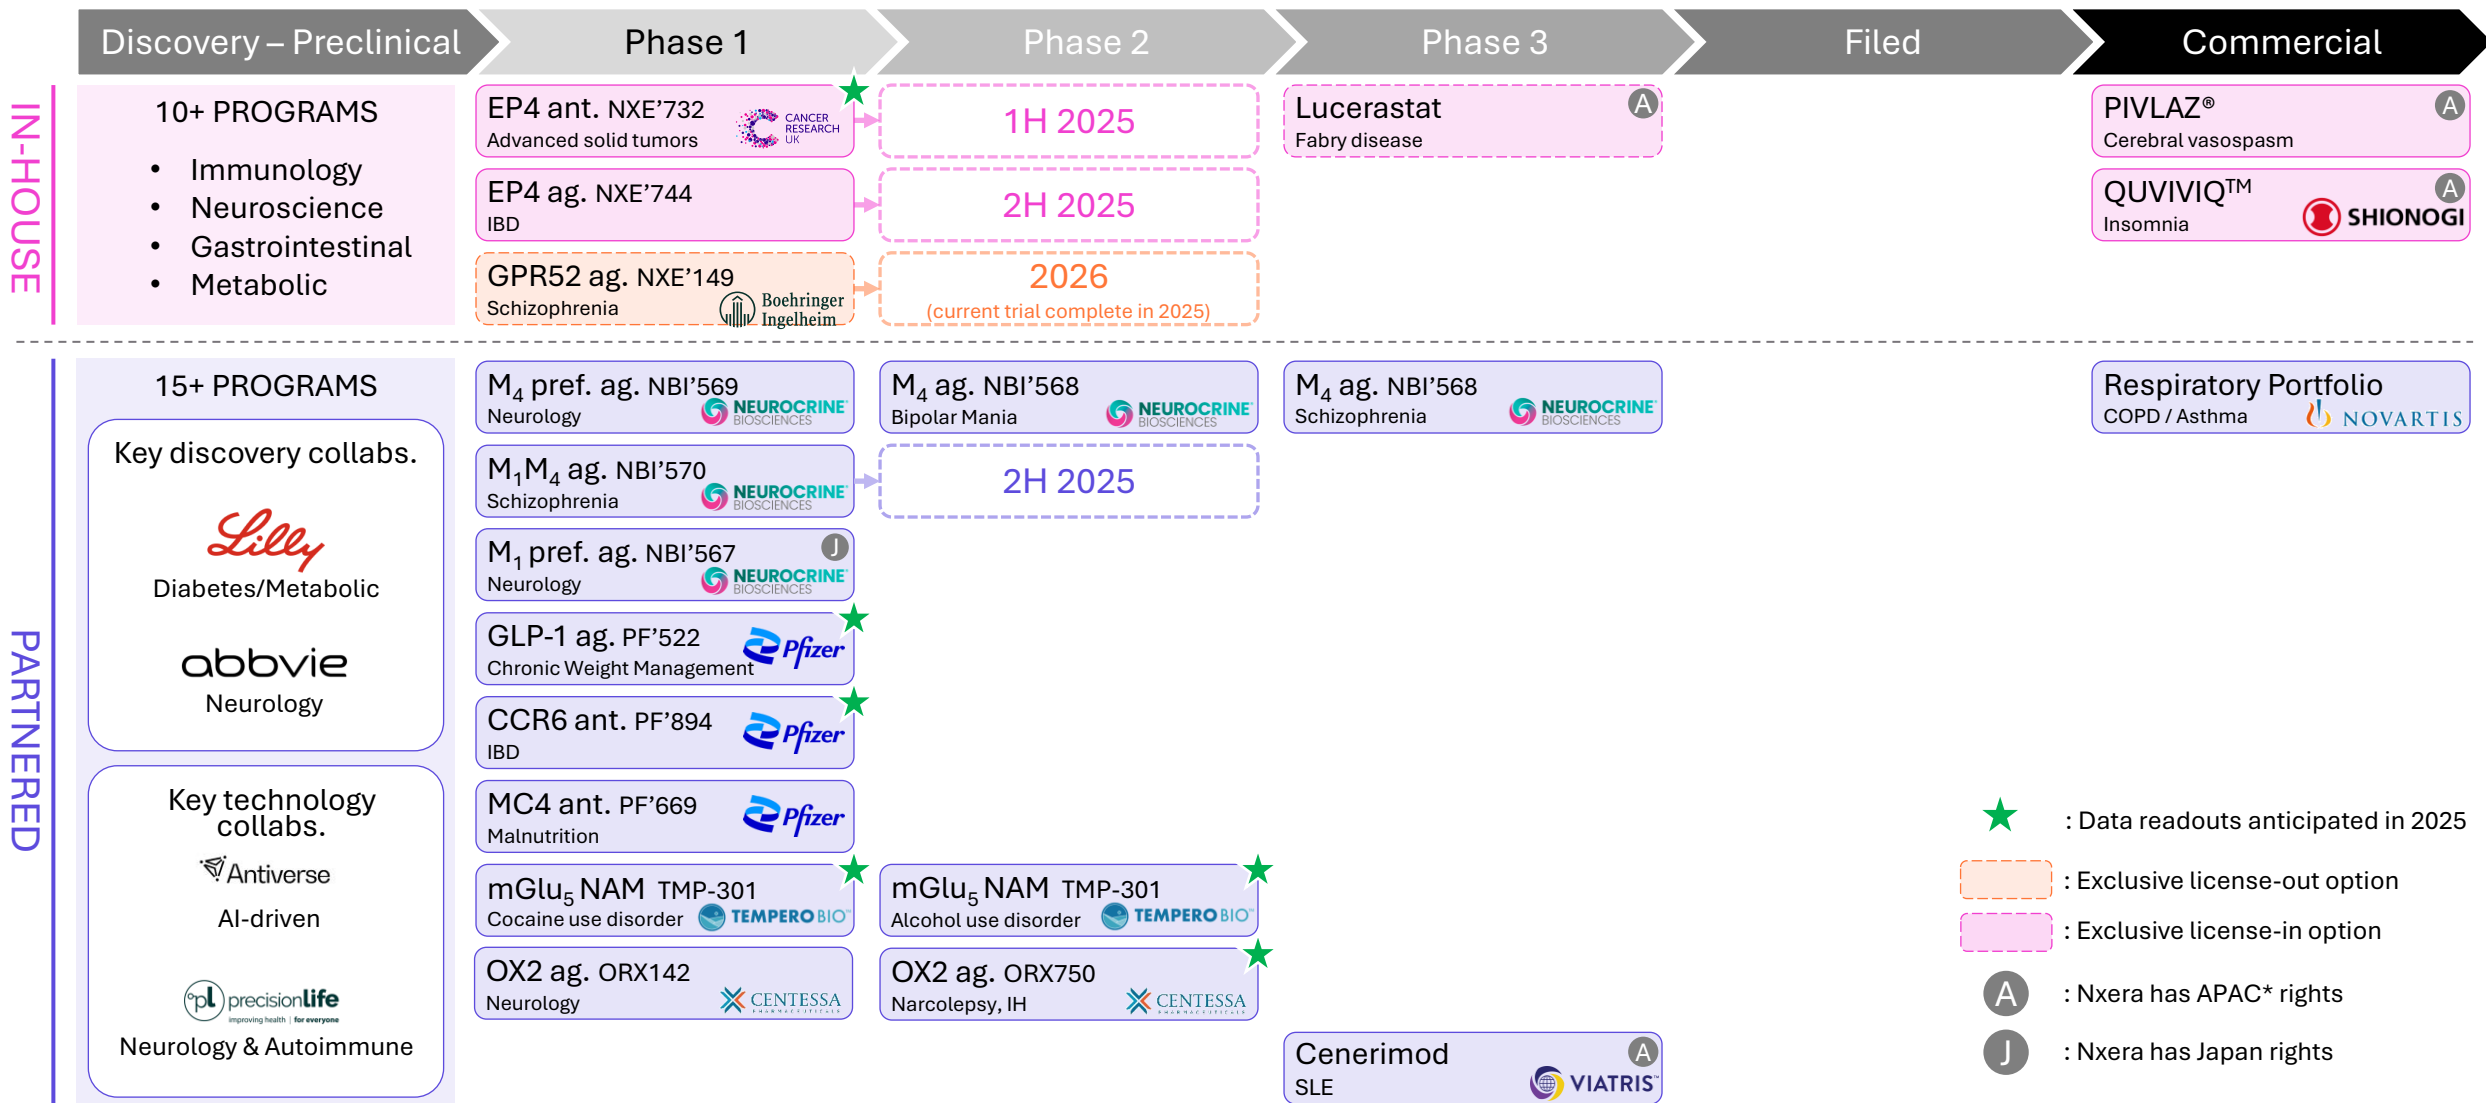 Discovery – Preclinical
Phase 1
Phase 2
Phase 3
Filed
Commercial
IN-HOUSE
10+ PROGRAMS
• Immunology
• Neuroscience
• Gastrointestinal
• Metabolic
EP4 ant. NXE’732
Advanced solid tumors
CANCER
RESEARCH
UK
1H 2025
Lucerastat
Fabry disease
A
PIVLAZ®
Cerebral vasospasm
A
EP4 ag. NXE’744
IBD
2H 2025
QUVIVIQ™
Insomnia
A
SHIONOGI
GPR52 ag. NXE’149
Schizophrenia
Boehringer
Ingelheim
2026
(current trial complete in 2025)
PARTNERED
15+ PROGRAMS
Key discovery collabs.
Lilly
Diabetes/Metabolic
abbvie
Neurology
Key technology
collabs.
Antiverse
AI-driven
pL precisionlife
improving health | for everyone
Neurology & Autoimmune
M₄ pref. ag. NBI’569
Neurology
NEUROCRINE®
BIOSCIENCES
M₄ ag. NBI’568
Bipolar Mania
NEUROCRINE®
BIOSCIENCES
M₄ ag. NBI’568
Schizophrenia
NEUROCRINE®
BIOSCIENCES
Respiratory Portfolio
COPD / Asthma
NOVARTIS
M₁M₄ ag. NBI’570
Schizophrenia
NEUROCRINE®
BIOSCIENCES
2H 2025
M₁ pref. ag. NBI’567
Neurology
J
NEUROCRINE®
BIOSCIENCES
GLP-1 ag. PF’522
Chronic Weight Management
Pfizer
CCR6 ant. PF’894
IBD
Pfizer
MC4 ant. PF’669
Malnutrition
Pfizer
mGlu₅ NAM TMP-301
Cocaine use disorder
TEMPERO BIO™
mGlu₅ NAM TMP-301
Alcohol use disorder
TEMPERO BIO™
OX2 ag. ORX142
Neurology
CENTESSA
PHARMACEUTICALS
OX2 ag. ORX750
Narcolepsy, IH
CENTESSA
PHARMACEUTICALS
Cenerimod
SLE
A
VIATRIS™
: Data readouts anticipated in 2025
: Exclusive license-out option
: Exclusive license-in option
A : Nxera has APAC* rights
J : Nxera has Japan rights